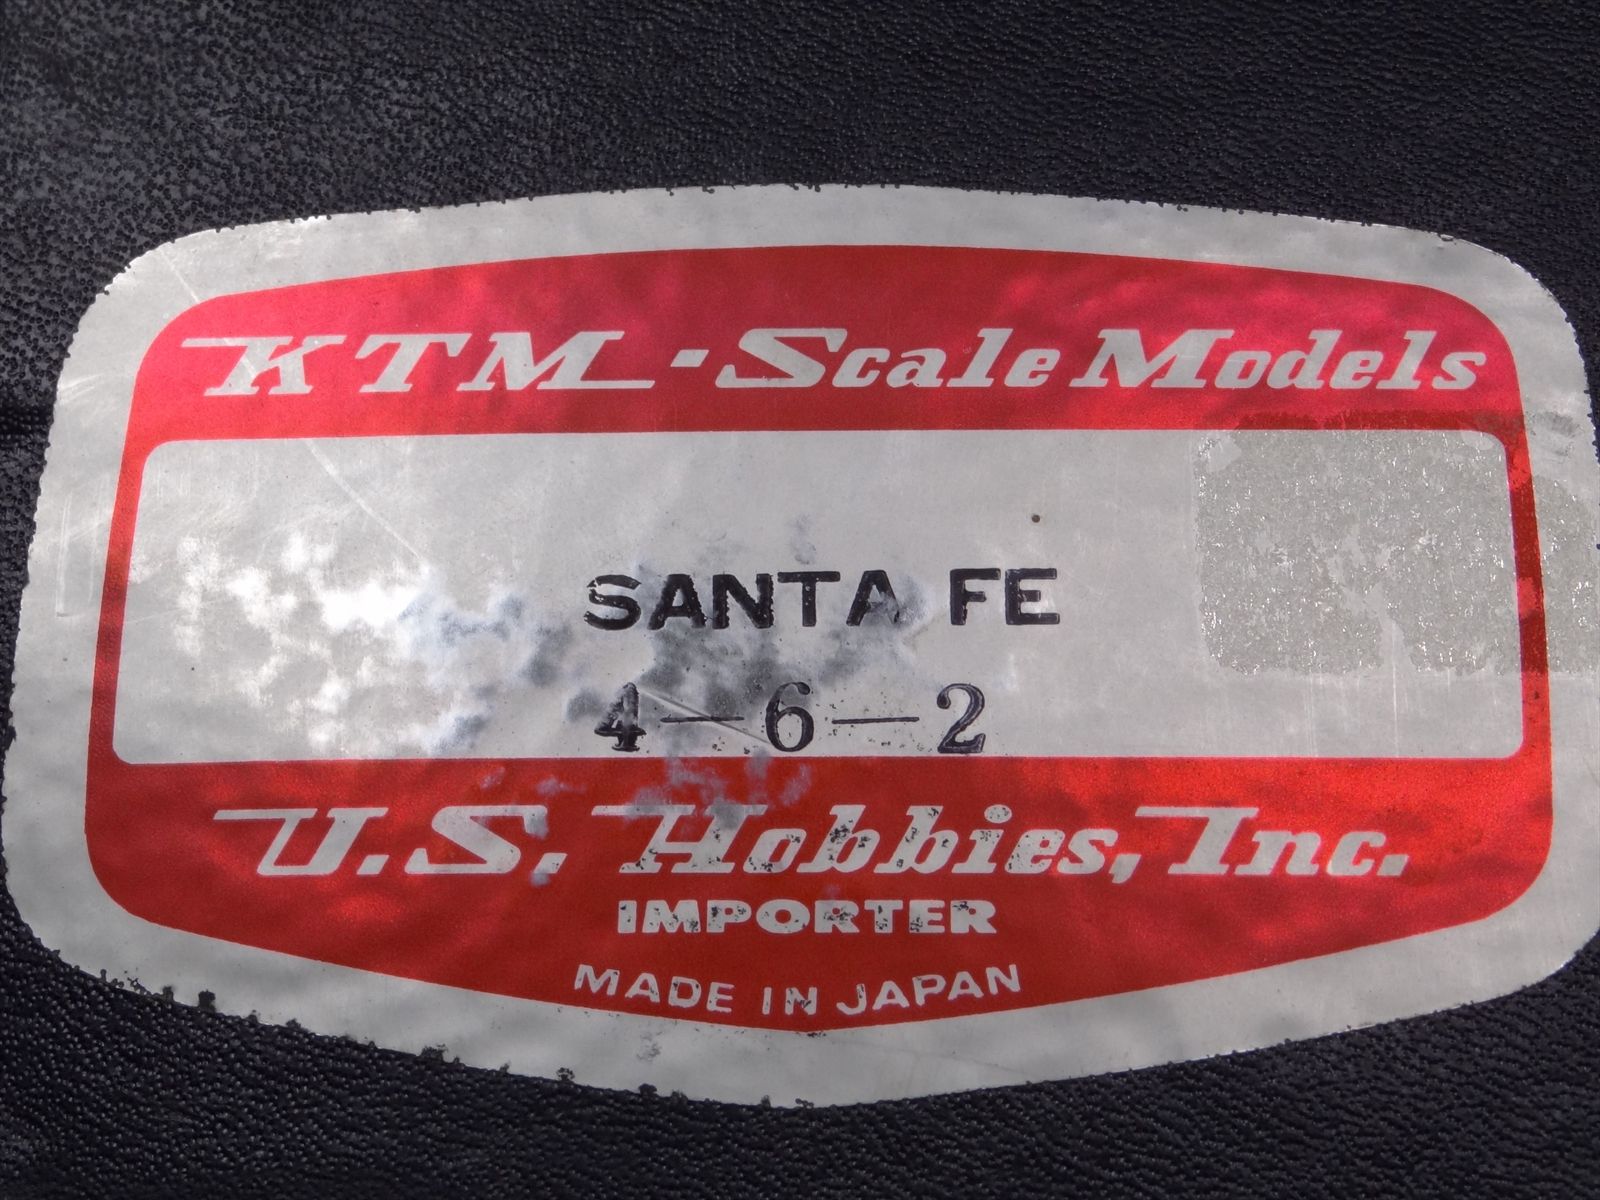 KTM-Scale Models
SANTA FE
4-6-2
U.S. Hobbies, Inc.
IMPORTER
MADE IN JAPAN